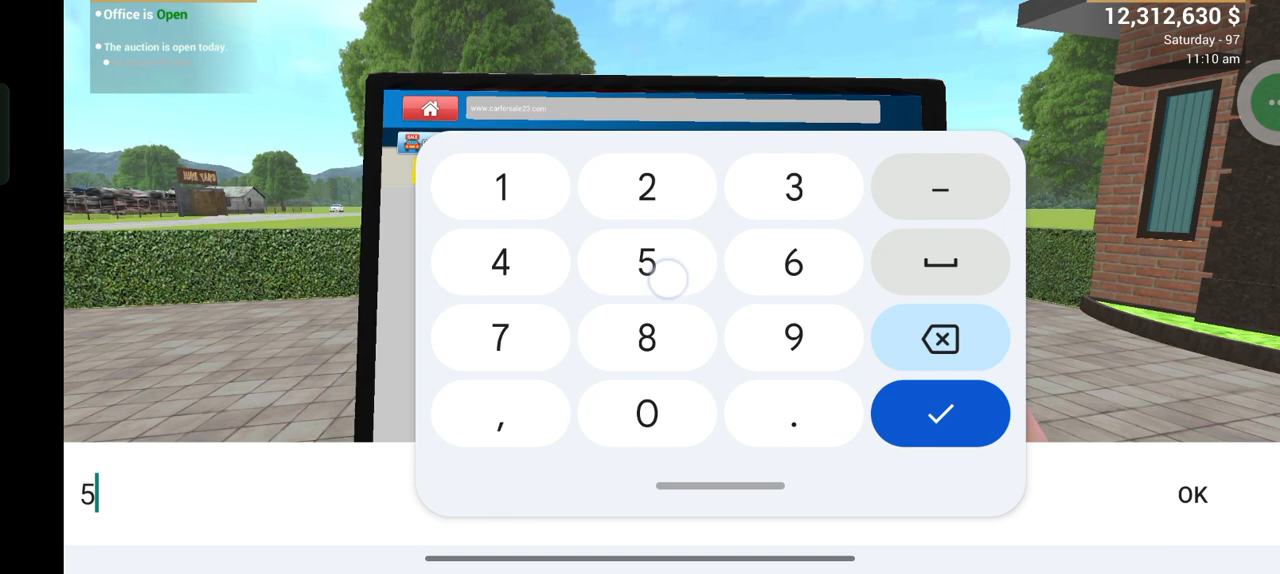 Office is Open
The auction is open today.
12,312,630 $
Saturday - 97
11:10 am
www.carforsale23.com
SALE
JUNK YARD
1 2 3 –
4 5 6
7 8 9
, 0 .
5
OK